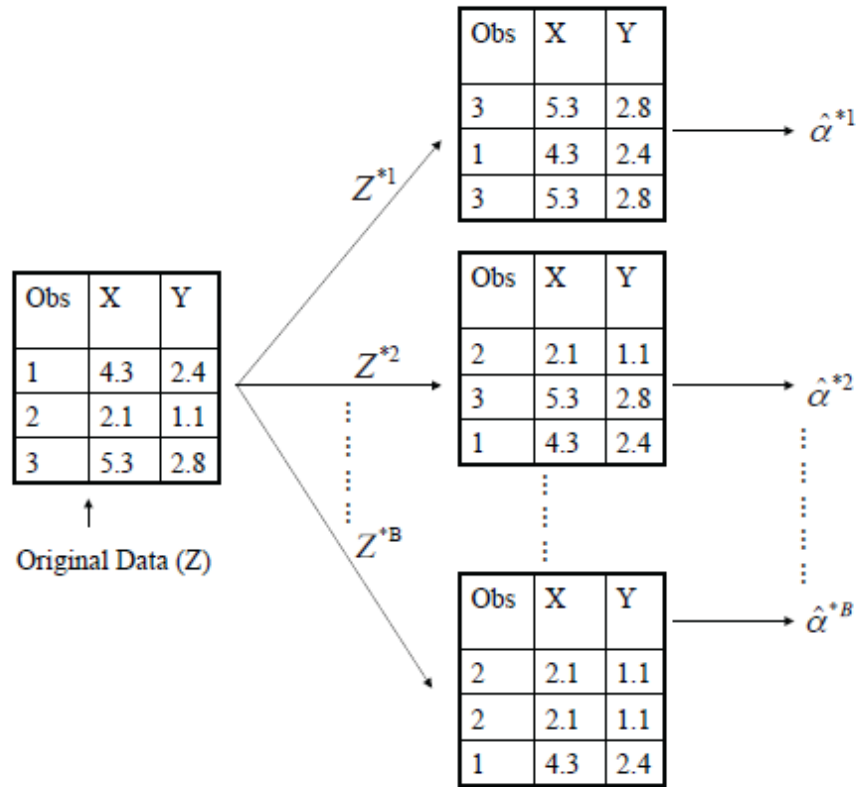 Obs X Y
3 5.3 2.8
1 4.3 2.4
3 5.3 2.8
α̂*1
Z*1
Obs X Y
1 4.3 2.4
2 2.1 1.1
3 5.3 2.8
Original Data (Z)
Z*2
Obs X Y
2 2.1 1.1
3 5.3 2.8
1 4.3 2.4
α̂*2
Z*B
Obs X Y
2 2.1 1.1
2 2.1 1.1
1 4.3 2.4
α̂*B